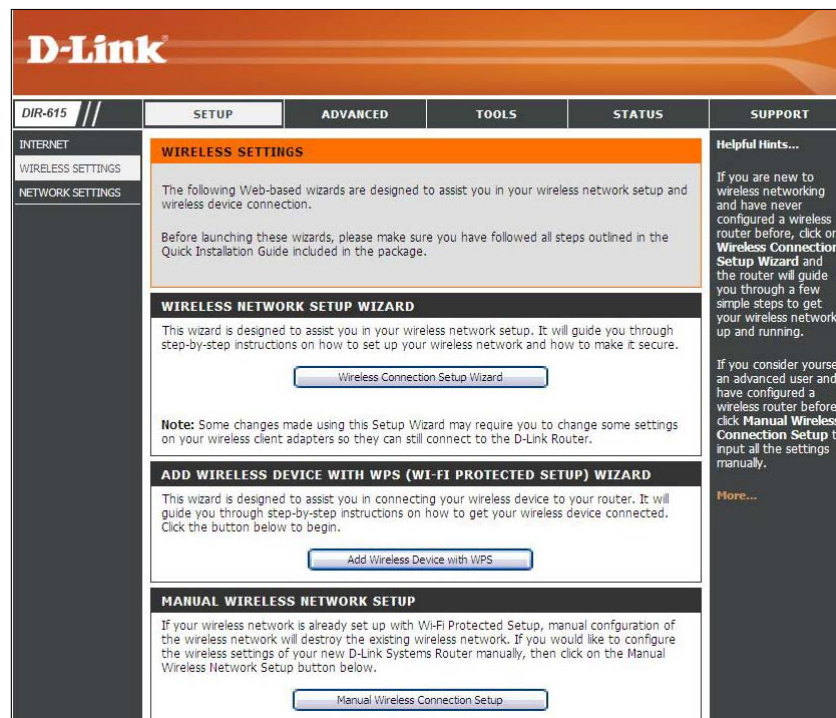 D-Link
DIR-615
SETUP
ADVANCED
TOOLS
STATUS
SUPPORT
INTERNET
WIRELESS SETTINGS
NETWORK SETTINGS
WIRELESS SETTINGS
The following Web-based wizards are designed to assist you in your wireless network setup and
wireless device connection.
Before launching these wizards, please make sure you have followed all steps outlined in the
Quick Installation Guide included in the package.
WIRELESS NETWORK SETUP WIZARD
This wizard is designed to assist you in your wireless network setup. It will guide you through
step-by-step instructions on how to set up your wireless network and how to make it secure.
Wireless Connection Setup Wizard
Note: Some changes made using this Setup Wizard may require you to change some settings
on your wireless client adapters so they can still connect to the D-Link Router.
ADD WIRELESS DEVICE WITH WPS (WI-FI PROTECTED SETUP) WIZARD
This wizard is designed to assist you in connecting your wireless device to your router. It will
guide you through step-by-step instructions on how to get your wireless device connected.
Click the button below to begin.
Add Wireless Device with WPS
MANUAL WIRELESS NETWORK SETUP
If your wireless network is already set up with Wi-Fi Protected Setup, manual confguration of
the wireless network will destroy the existing wireless network. If you would like to configure
the wireless settings of your new D-Link Systems Router manually, then click on the Manual
Wireless Network Setup button below.
Manual Wireless Connection Setup
Helpful Hints...
If you are new to
wireless networking
and have never
configured a wireless
router before, click on
Wireless Connection
Setup Wizard and
the router will guide
you through a few
simple steps to get
your wireless network
up and running.
If you consider yourse
an advanced user and
have configured a
wireless router before
click Manual Wireless
Connection Setup t
input all the settings
manually.
More...